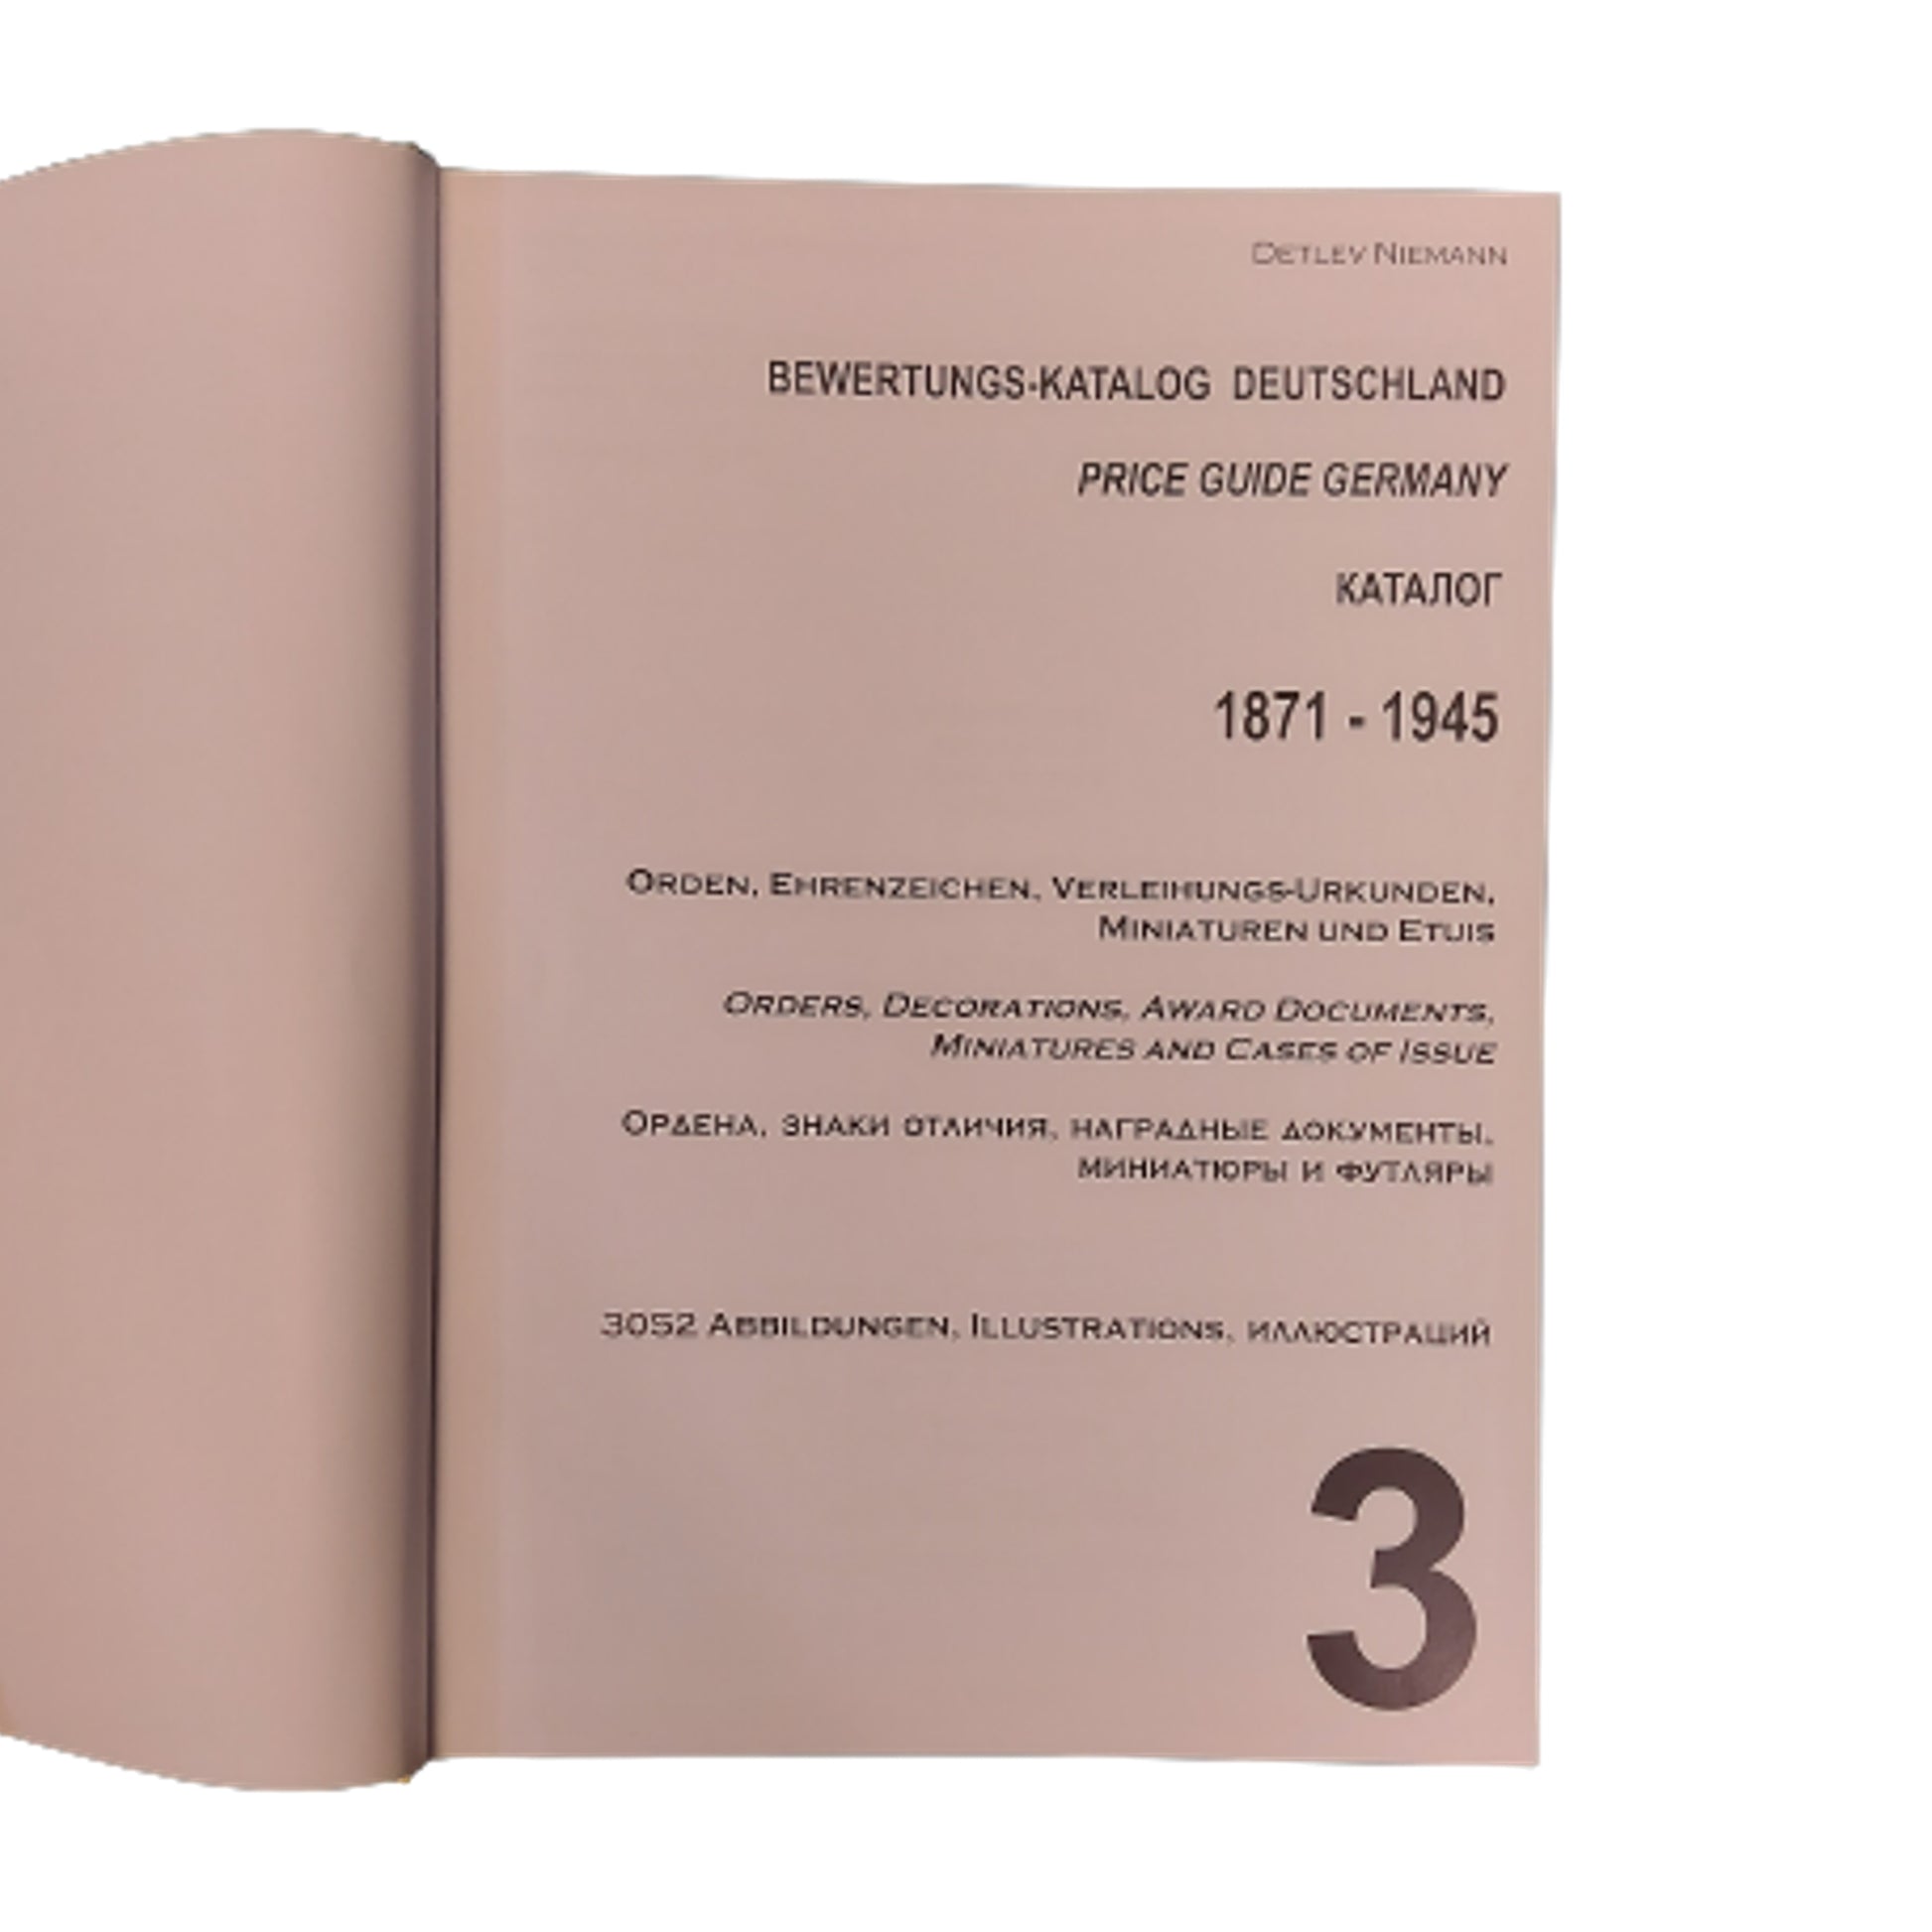 DETLEV NIEMANN
BEWERTUNGS-KATALOG DEUTSCHLAND
PRICE GUIDE GERMANY
КАТАЛОГ
1871 - 1945
ORDEN, EHRENZEICHEN, VERLEIHUNGS-URKUNDEN,
MINIATUREN UND ETUIS
ORDERS, DECORATIONS, AWARD DOCUMENTS,
MINIATURES AND CASES OF ISSUE
ОРДЕНА, ЗНАКИ ОТЛИЧИЯ, НАГРАДНЫЕ ДОКУМЕНТЫ,
МИНИАТЮРЫ И ФУТЛЯРЫ
3052 ABBILDUNGEN, ILLUSTRATIONS, ИЛЛЮСТРАЦИЙ
3